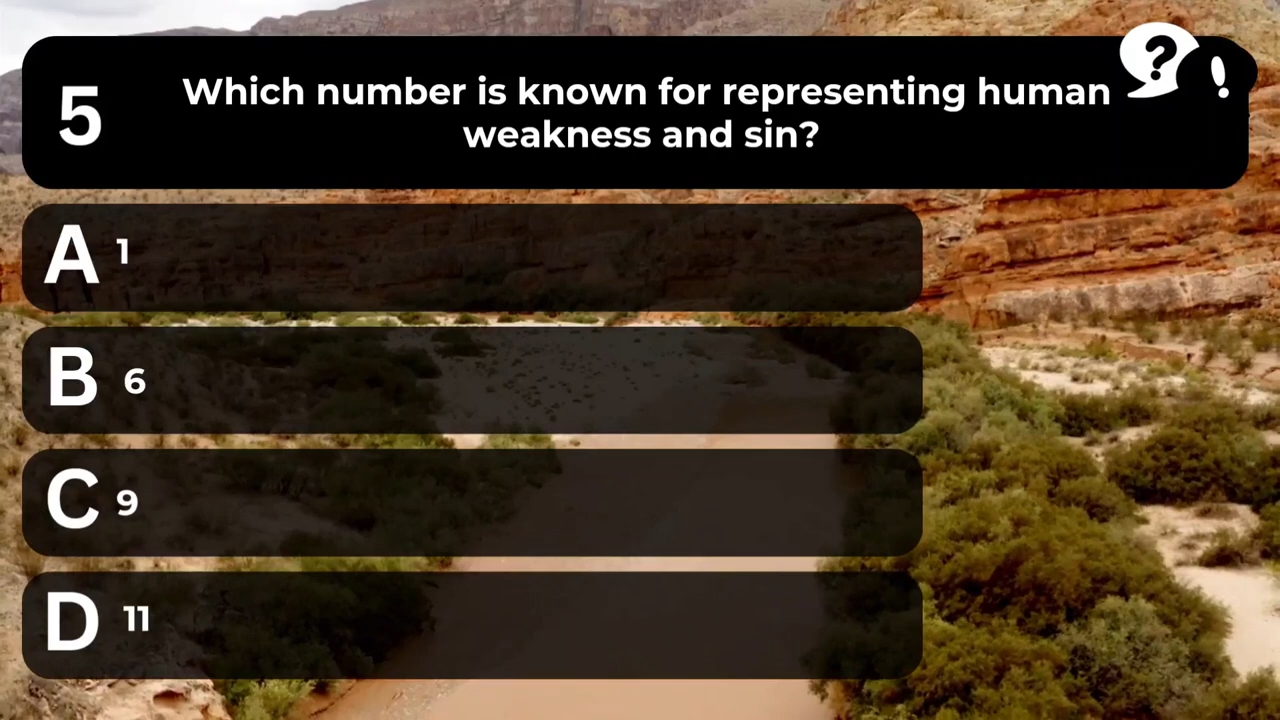 5
Which number is known for representing human
weakness and sin?
? !
A 1
B 6
C 9
D 11